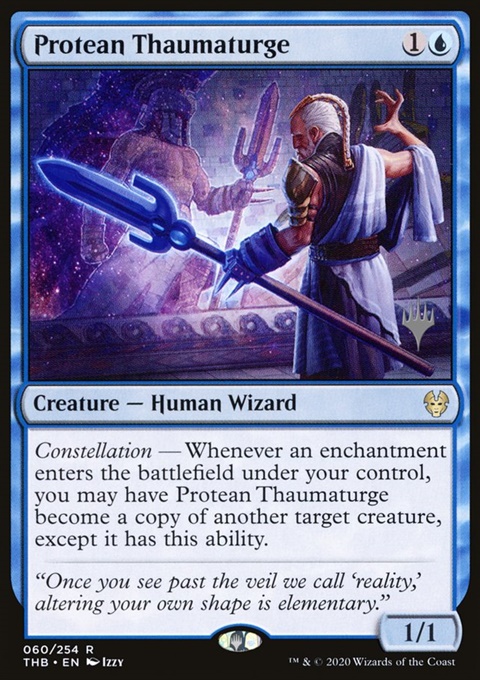 Protean Thaumaturge 1
Creature — Human Wizard
Constellation — Whenever an enchantment
enters the battlefield under your control,
you may have Protean Thaumaturge
become a copy of another target creature,
except it has this ability.
“Once you see past the veil we call ‘reality,’
altering your own shape is elementary.”
1/1
060/254 R
THB • EN Izzy
™ & © 2020 Wizards of the Coast